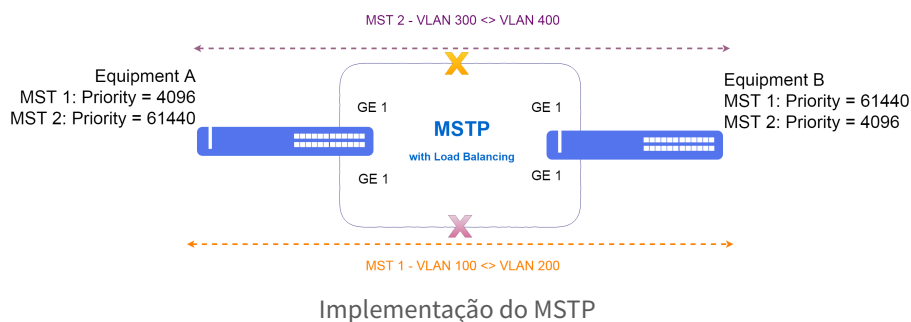 MST 2 - VLAN 300 <> VLAN 400
Equipment A
MST 1: Priority = 4096
MST 2: Priority = 61440
GE 1
GE 1
MSTP
with Load Balancing
GE 1
GE 1
Equipment B
MST 1: Priority = 61440
MST 2: Priority = 4096
MST 1 - VLAN 100 <> VLAN 200
Implementação do MSTP